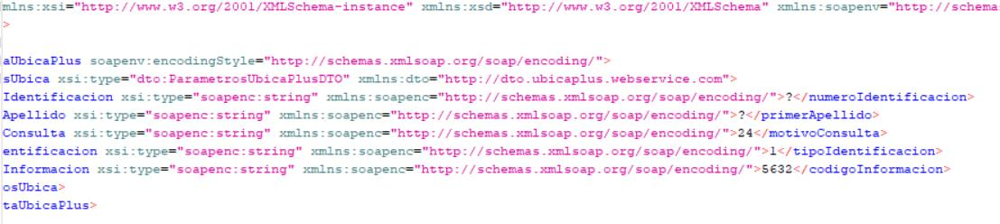 mlns:xsi="http://www.w3.org/2001/XMLSchema-instance" xmlns:xsd="http://www.w3.org/2001/XMLSchema" xmlns:soapenv="http://schema
>
aUbicaPlus soapenv:encodingStyle="http://schemas.xmlsoap.org/soap/encoding/">
sUbica xsi:type="dto:ParametrosUbicaPlusDTO" xmlns:dto="http://dto.ubicaplus.webservice.com">
Identificacion xsi:type="soapenc:string" xmlns:soapenc="http://schemas.xmlsoap.org/soap/encoding/">?</numeroIdentificacion>
Apellido xsi:type="soapenc:string" xmlns:soapenc="http://schemas.xmlsoap.org/soap/encoding/">?</primerApellido>
Consulta xsi:type="soapenc:string" xmlns:soapenc="http://schemas.xmlsoap.org/soap/encoding/">24</motivoConsulta>
entificacion xsi:type="soapenc:string" xmlns:soapenc="http://schemas.xmlsoap.org/soap/encoding/">1</tipoIdentificacion>
Informacion xsi:type="soapenc:string" xmlns:soapenc="http://schemas.xmlsoap.org/soap/encoding/">5632</codigoInformacion>
osUbica>
taUbicaPlus>